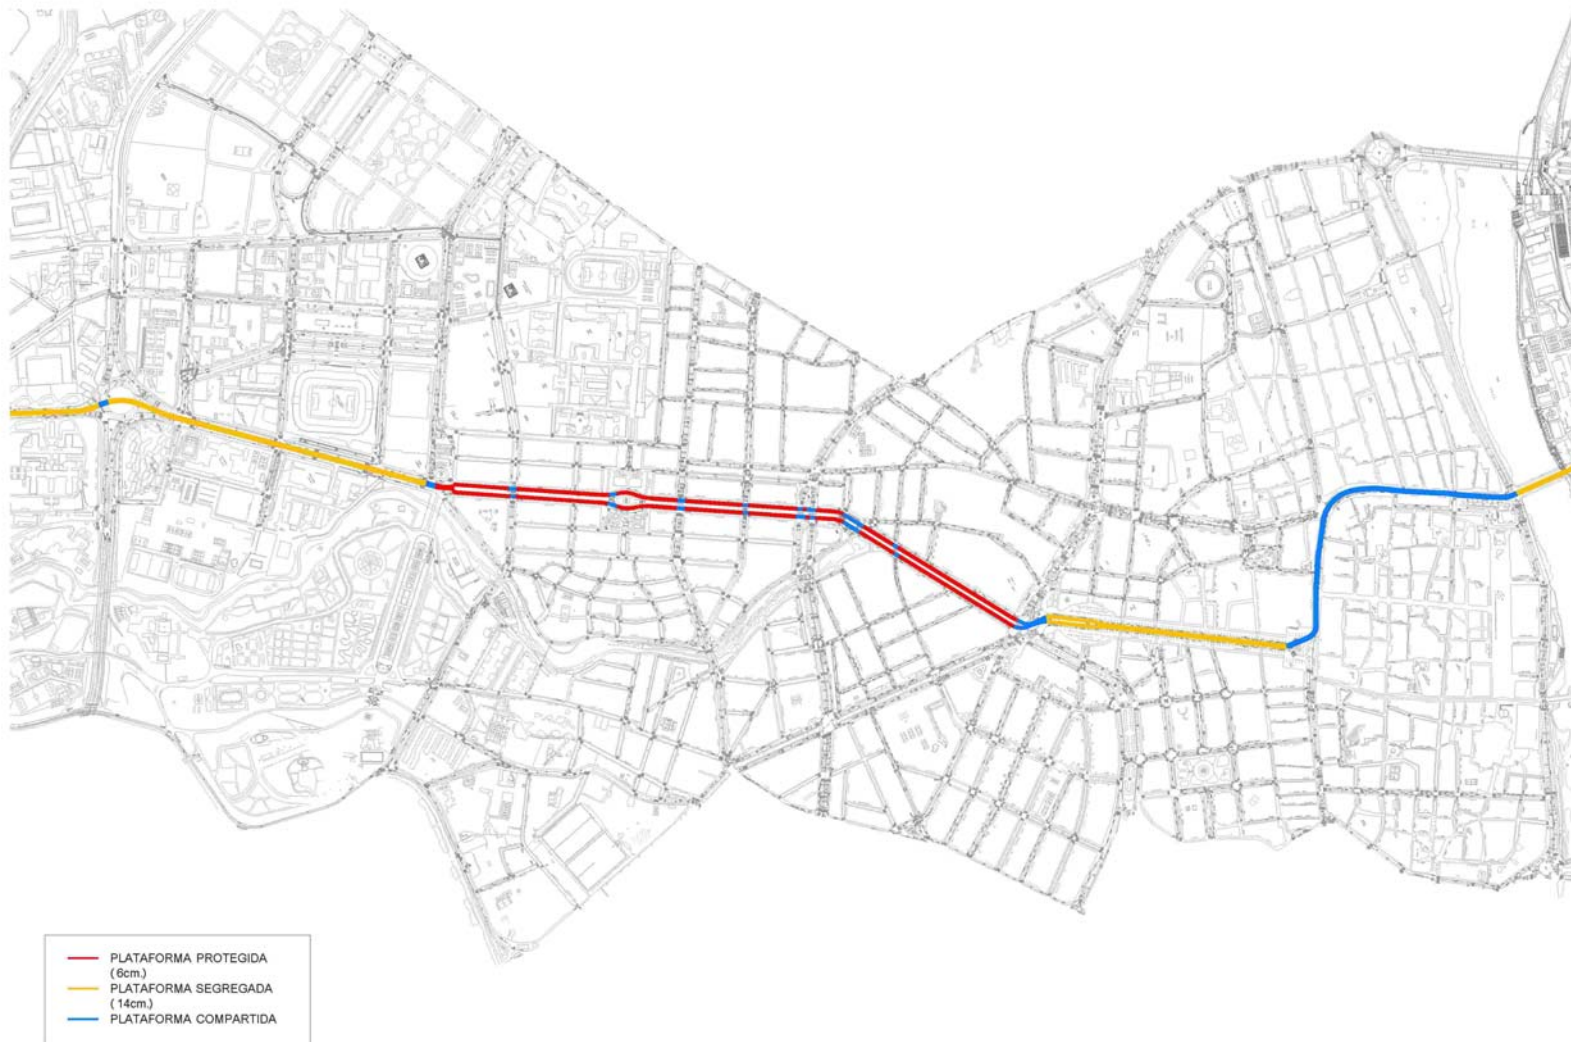 PLATAFORMA PROTEGIDA
( 6cm.)
PLATAFORMA SEGREGADA
( 14cm.)
PLATAFORMA COMPARTIDA